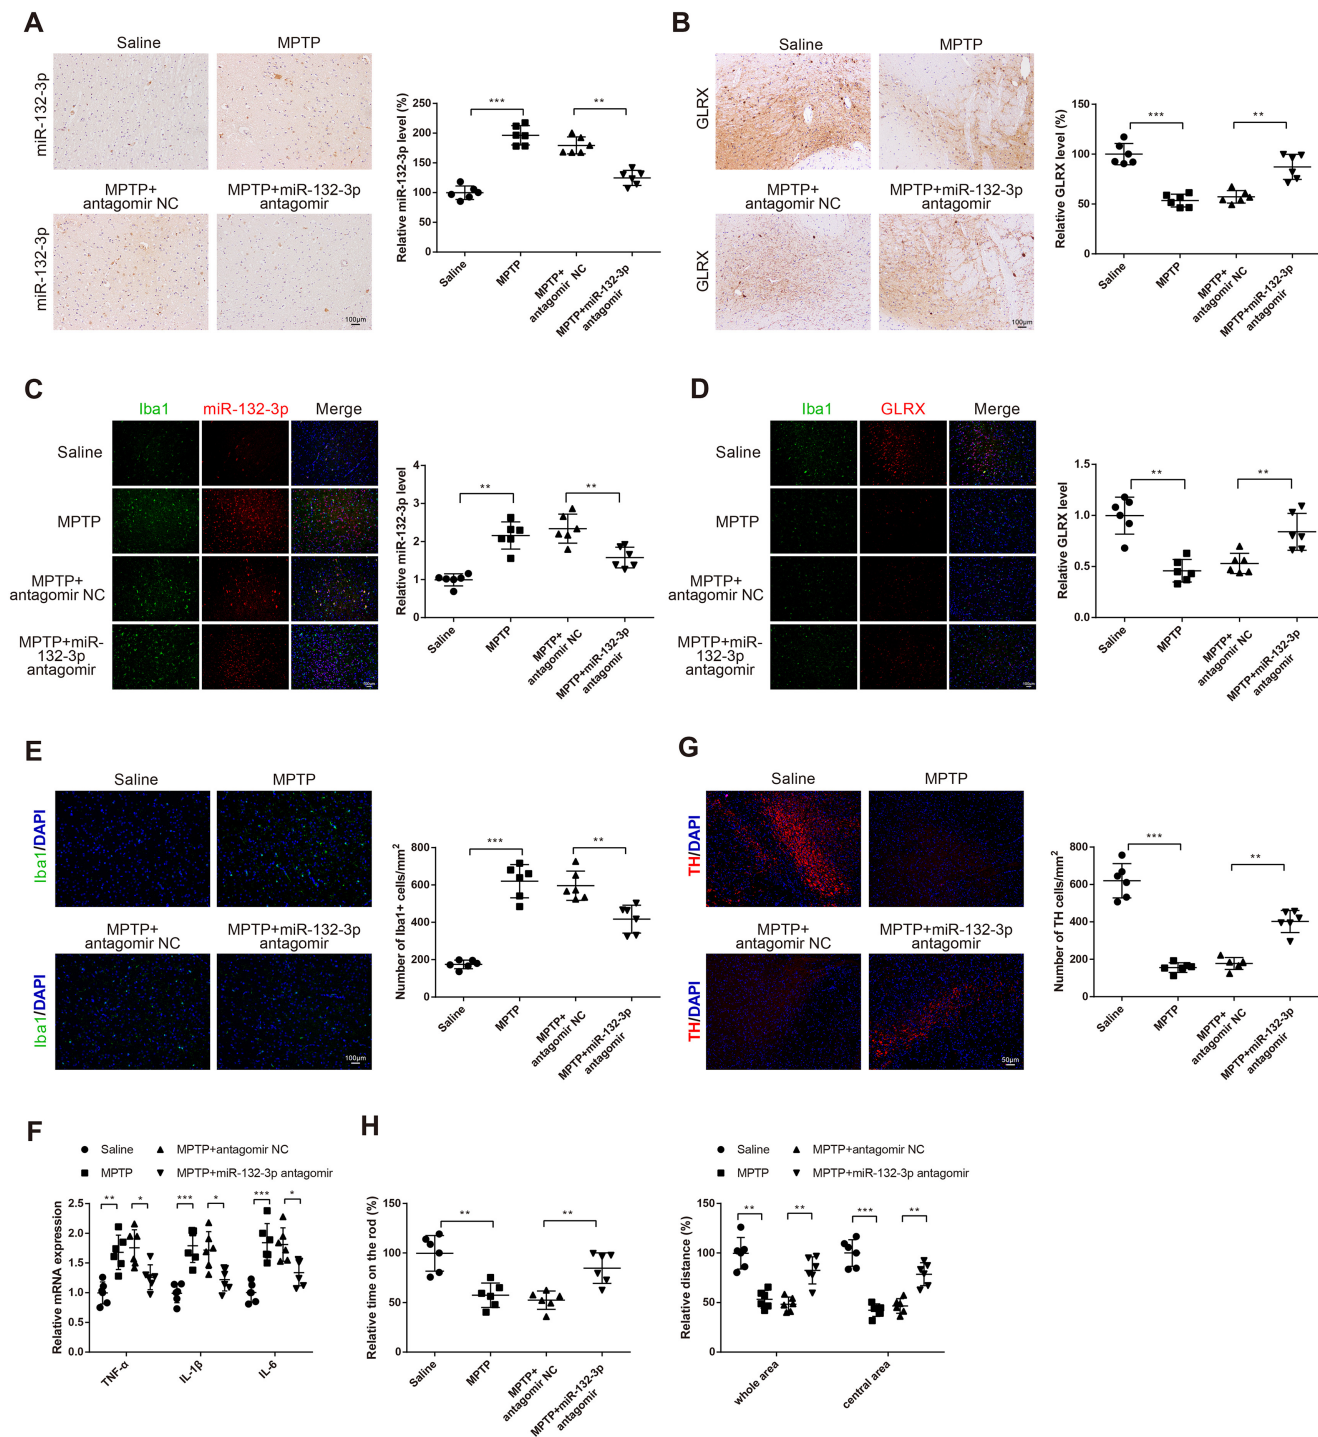 A
Saline
MPTP
miR-132-3p
MPTP+
antagomir NC
MPTP+miR-132-3p
antagomir
miR-132-3p
100μm
Relative miR-132-3p level (%)
250
200
150
100
50
0
***
**
Saline
MPTP
MPTP+
antagomir NC
MPTP+miR-132-3p
antagomir
B
Saline
MPTP
GLRX
MPTP+
antagomir NC
MPTP+miR-132-3p
antagomir
GLRX
100μm
Relative GLRX level (%)
150
100
50
0
***
**
Saline
MPTP
MPTP+
antagomir NC
MPTP+miR-132-3p
antagomir
C
Iba1
miR-132-3p
Merge
Saline
MPTP
MPTP+
antagomir NC
MPTP+miR-
132-3p
antagomir
100μm
Relative miR-132-3p level
4
3
2
1
0
**
**
Saline
MPTP
MPTP+
antagomir NC
MPTP+miR-132-3p
antagomir
D
Iba1
GLRX
Merge
Saline
MPTP
MPTP+
antagomir NC
MPTP+miR-
132-3p
antagomir
100μm
Relative GLRX level
1.5
1.0
0.5
0.0
**
**
Saline
MPTP
MPTP+
antagomir NC
MPTP+miR-132-3p
antagomir
E
Saline
MPTP
Iba1/DAPI
MPTP+
antagomir NC
MPTP+miR-132-3p
antagomir
Iba1/DAPI
100μm
Number of Iba1+ cells/mm²
800
600
400
200
0
***
**
Saline
MPTP
MPTP+
antagomir NC
MPTP+miR-132-3p
antagomir
G
Saline
MPTP
TH/DAPI
MPTP+
antagomir NC
MPTP+miR-132-3p
antagomir
TH/DAPI
50μm
Number of TH cells/mm²
800
600
400
200
0
***
**
Saline
MPTP
MPTP+
antagomir NC
MPTP+miR-132-3p
antagomir
F
Saline
MPTP+antagomir NC
MPTP
MPTP+miR-132-3p antagomir
Relative mRNA expression
2.5
2.0
1.5
1.0
0.5
0.0
** * *** * *** *
TNF-α
IL-1β
IL-6
H
Relative time on the rod (%)
150
100
50
0
**
**
Saline
MPTP
MPTP+
antagomir NC
MPTP+miR-132-3p
antagomir
Saline
MPTP+antagomir NC
MPTP
MPTP+miR-132-3p antagomir
Relative distance (%)
150
100
50
0
** ** *** **
whole area
central area